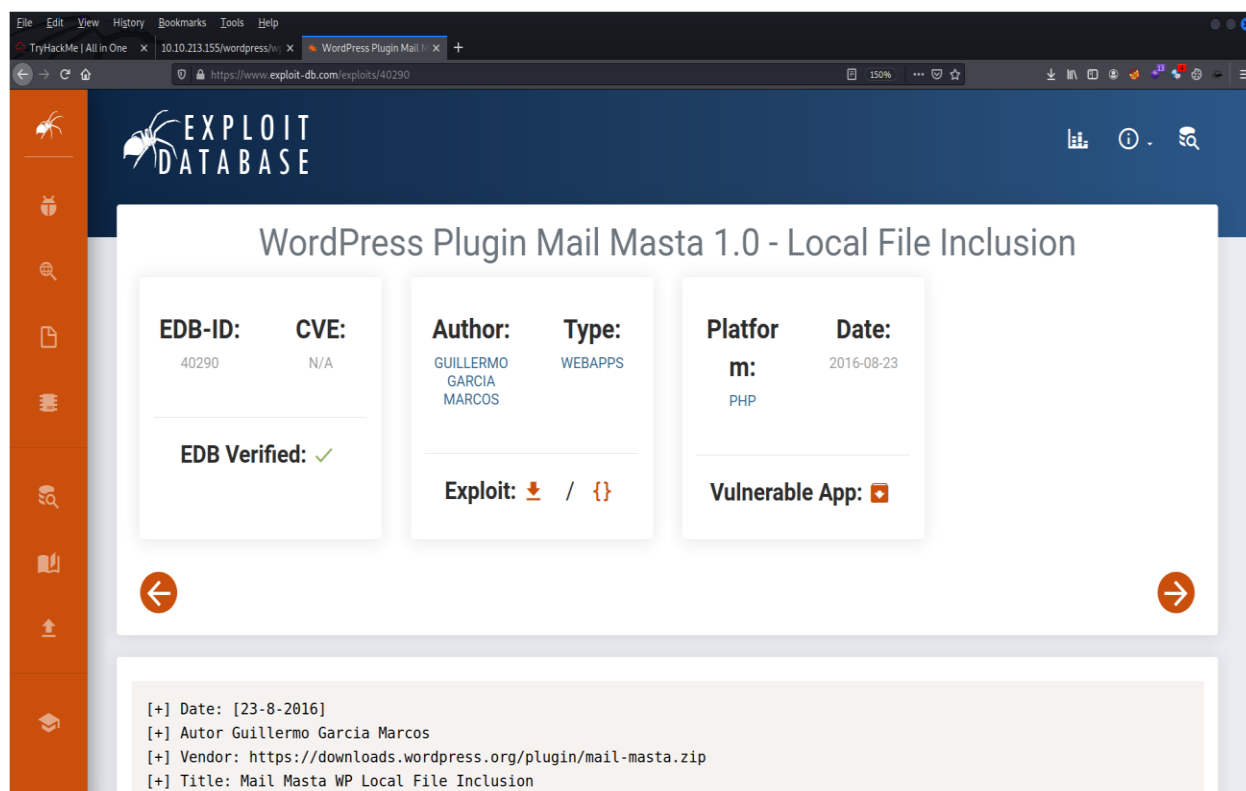 File Edit View History Bookmarks Tools Help
TryHackMe | All in One × 10.10.213.155/wordpress/wp × WordPress Plugin Mail M × +
https://www.exploit-db.com/exploits/40290 150%
13 4
EXPLOIT
DATABASE
WordPress Plugin Mail Masta 1.0 - Local File Inclusion
EDB-ID:
40290
CVE:
N/A
EDB Verified: ✓
Author:
GUILLERMO
GARCIA
MARCOS
Type:
WEBAPPS
Exploit: / {}
Platfor
m:
PHP
Date:
2016-08-23
Vulnerable App:
[+] Date: [23-8-2016]
[+] Autor Guillermo Garcia Marcos
[+] Vendor: https://downloads.wordpress.org/plugin/mail-masta.zip
[+] Title: Mail Masta WP Local File Inclusion